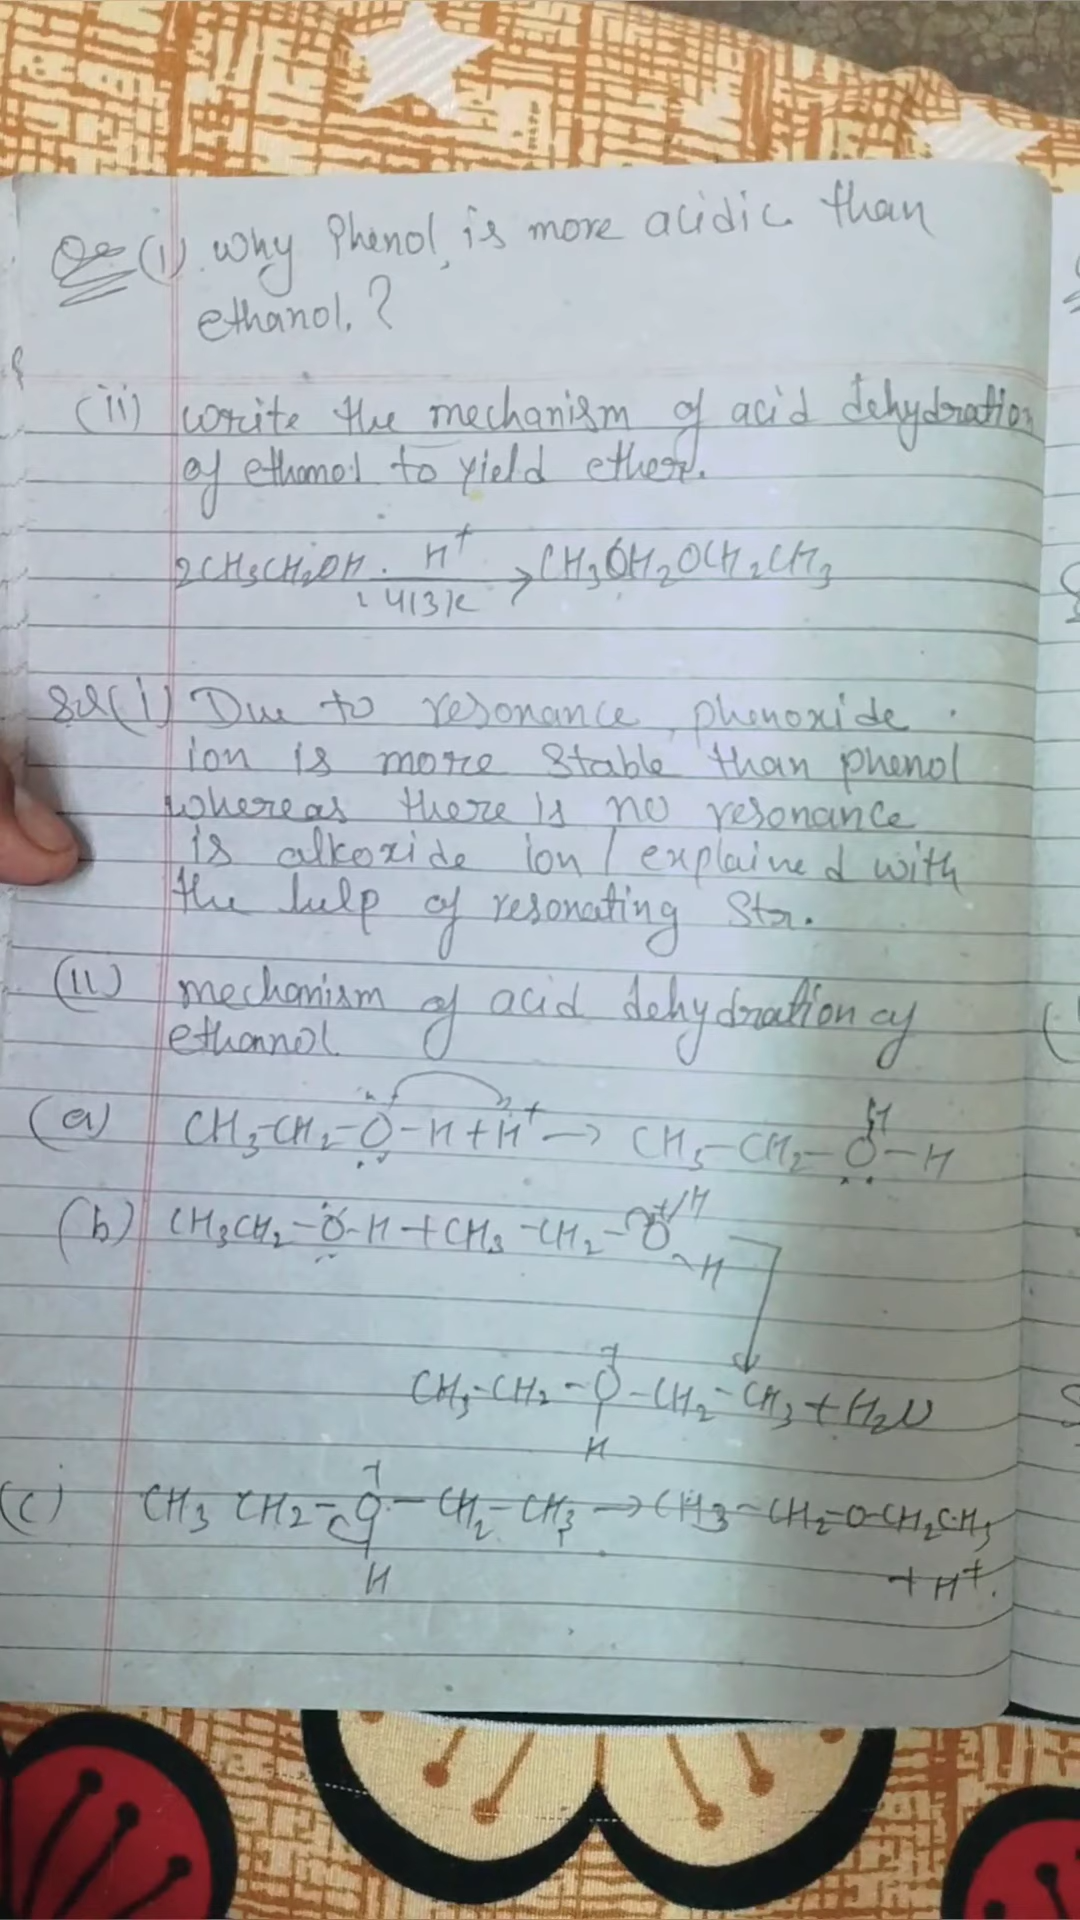 (i) why Phenol is more acidic than
ethanol.?
(ii) write the mechanism of acid dehydration
of ethanol to yield ether.
2CH3CH2OH H+ → CH3CH2OCH2CH3
413K
Sol(i) Due to resonance, phenoxide
ion is more stable than phenol
whereas there is no resonance
is alkoxide ion / explained with
the help of resonating Str.
(ii) mechanism of acid dehydration of
ethannol
(a) CH3-CH2-O-H + H+ → CH3-CH2-O-H
H
(b) CH3CH2-O-H + CH3-CH2-O+
H
H
CH3-CH2-O+-CH2-CH3 + H2O
H
(c) CH3 CH2-O+-CH2-CH3 → CH3-CH2-O-CH2CH3
H + H+.